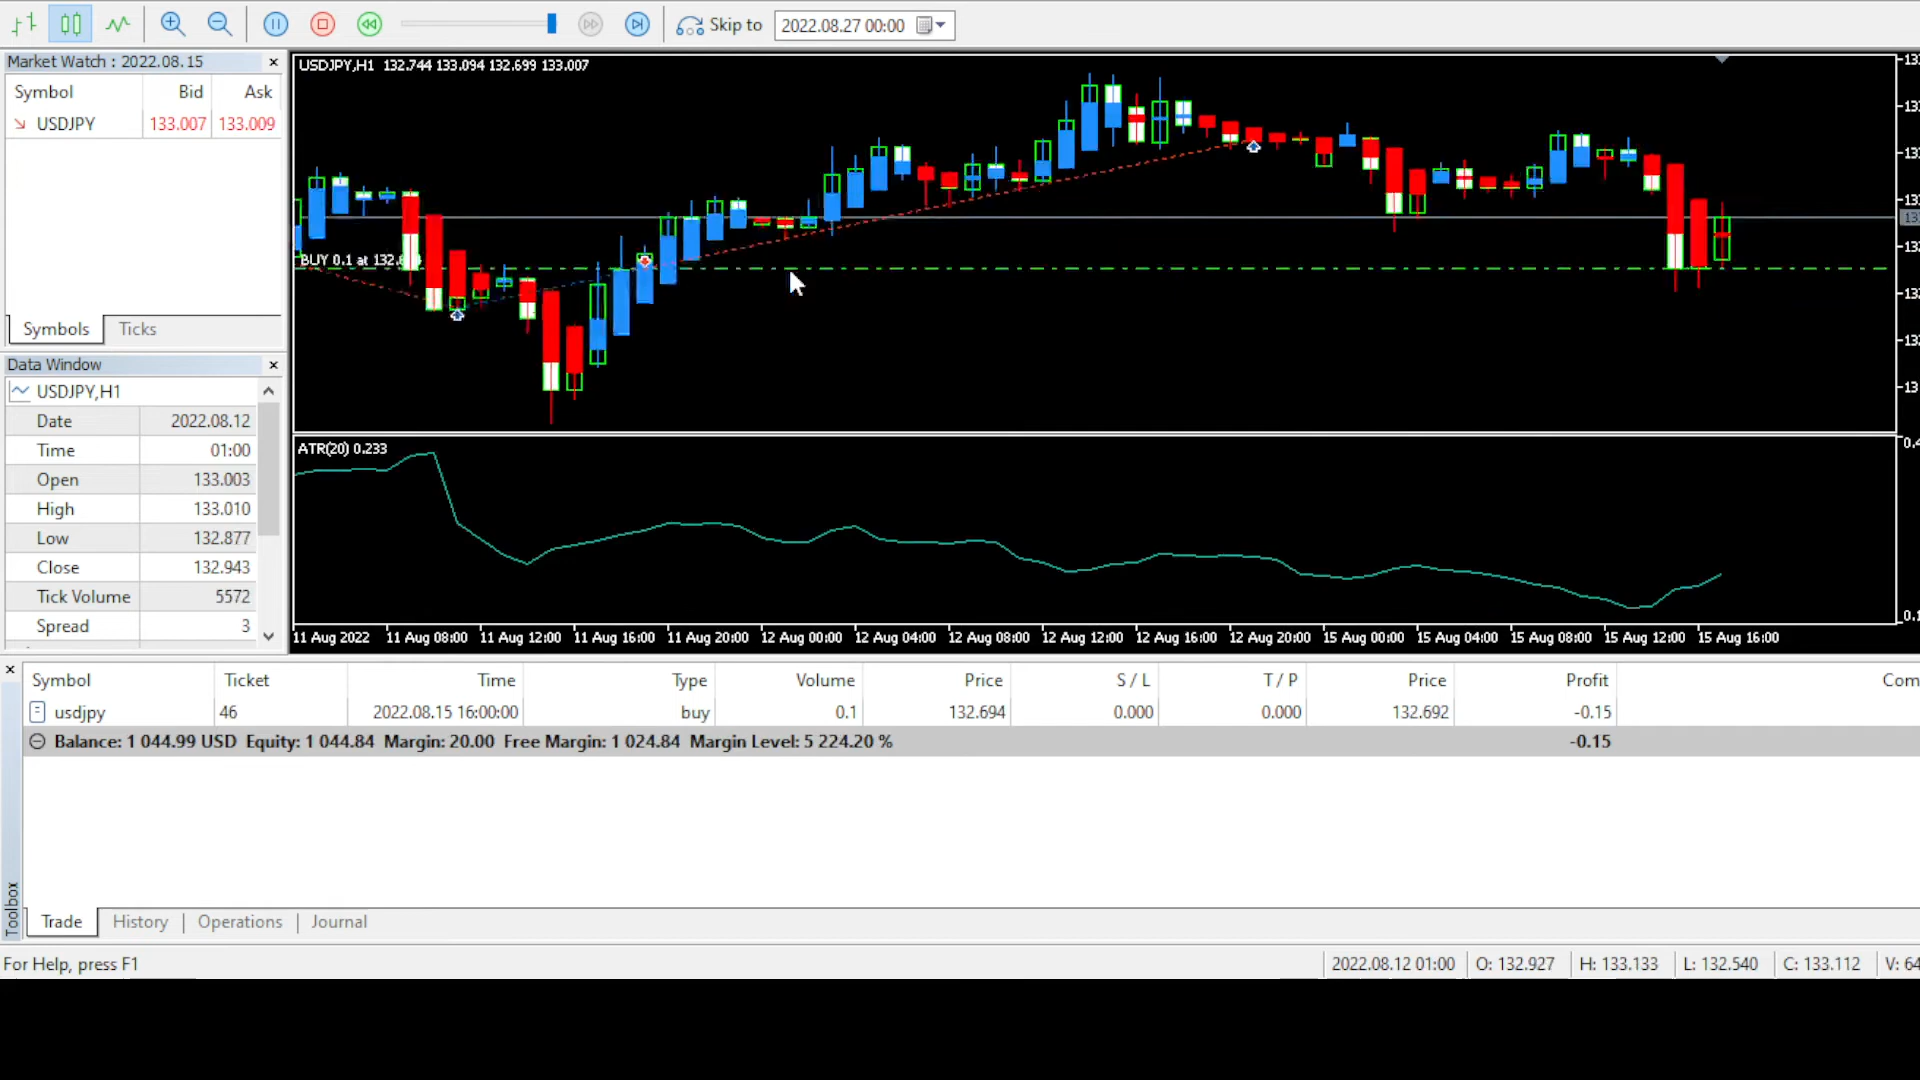 Skip to 2022.08.27 00:00
Market Watch : 2022.08.15
Symbol Bid Ask
USDJPY 133.007 133.009
Symbols Ticks
Data Window
USDJPY,H1
Date 2022.08.12
Time 01:00
Open 133.003
High 133.010
Low 132.877
Close 132.943
Tick Volume 5572
Spread 3
USDJPY,H1 132.744 133.094 132.699 133.007
BUY 0.1 at
ATR(20) 0.233
11 Aug 2022 11 Aug 08:00 11 Aug 12:00 11 Aug 16:00 11 Aug 20:00 12 Aug 00:00 12 Aug 04:00 12 Aug 08:00 12 Aug 12:00 12 Aug 16:00 12 Aug 20:00 15 Aug 00:00 15 Aug 04:00 15 Aug 08:00 15 Aug 12:00 15 Aug 16:00
Symbol Ticket Time Type Volume Price S / L T / P Price Profit Com
usdjpy 46 2022.08.15 16:00:00 buy 0.1 132.694 0.000 0.000 132.692 -0.15
Balance: 1 044.99 USD Equity: 1 044.84 Margin: 20.00 Free Margin: 1 024.84 Margin Level: 5 224.20 % -0.15
Toolbox
Trade History Operations Journal
For Help, press F1
2022.08.12 01:00 O: 132.927 H: 133.133 L: 132.540 C: 133.112 V: 64